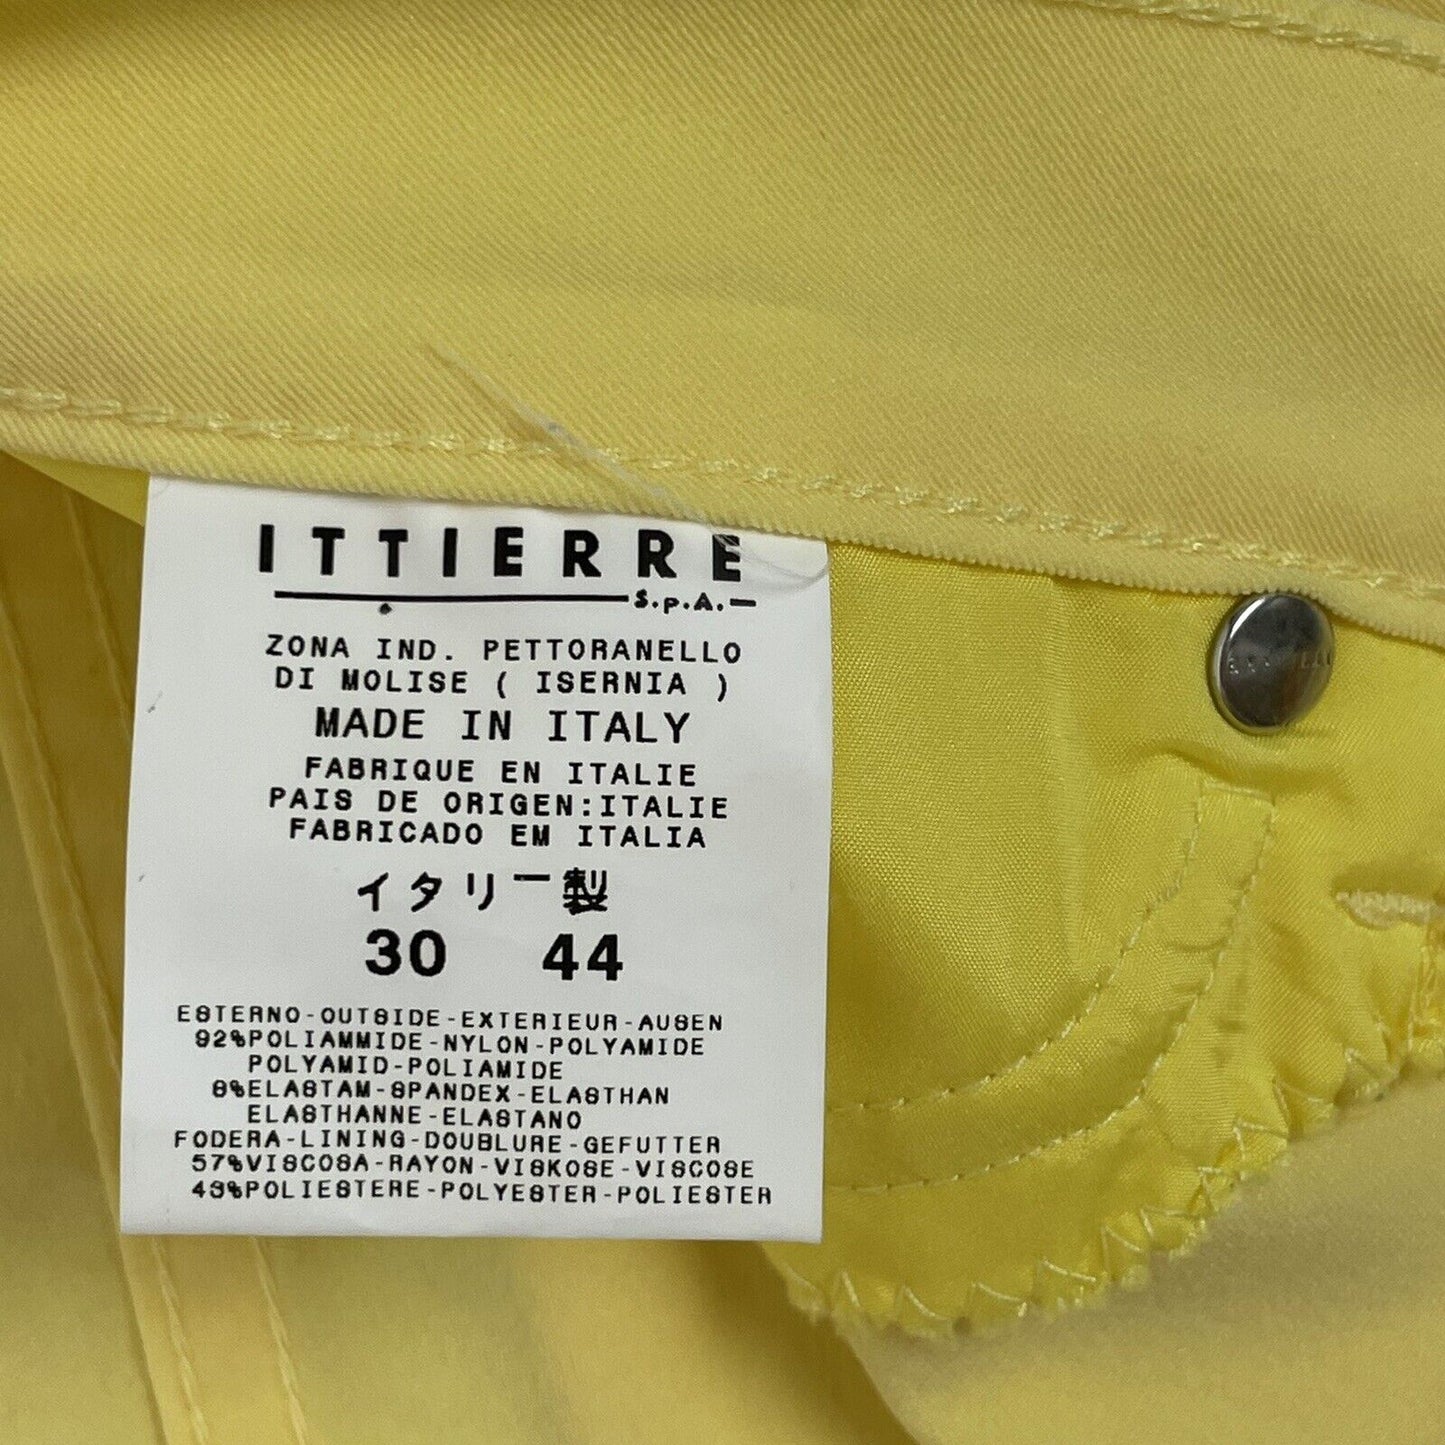 ITTIERRE
S.p.A.
ZONA IND. PETTORANELLO
DI MOLISE ( ISERNIA )
MADE IN ITALY
FABRIQUE EN ITALIE
PAIS DE ORIGEN:ITALIE
FABRICADO EM ITALIA
イタリー製
30 44
ESTERNO-OUTSIDE-EXTERIEUR-AUSEN
92%POLIAMMIDE-NYLON-POLYAMIDE
POLYAMID-POLIAMIDE
8%ELASTAM-SPANDEX-ELASTHAN
ELASTHANNE-ELASTANO
FODERA-LINING-DOUBLURE-GEFUTTER
57%VISCOSA-RAYON-VISKOSE-VISCOSE
43%POLIESTERE-POLYESTER-POLIESTER